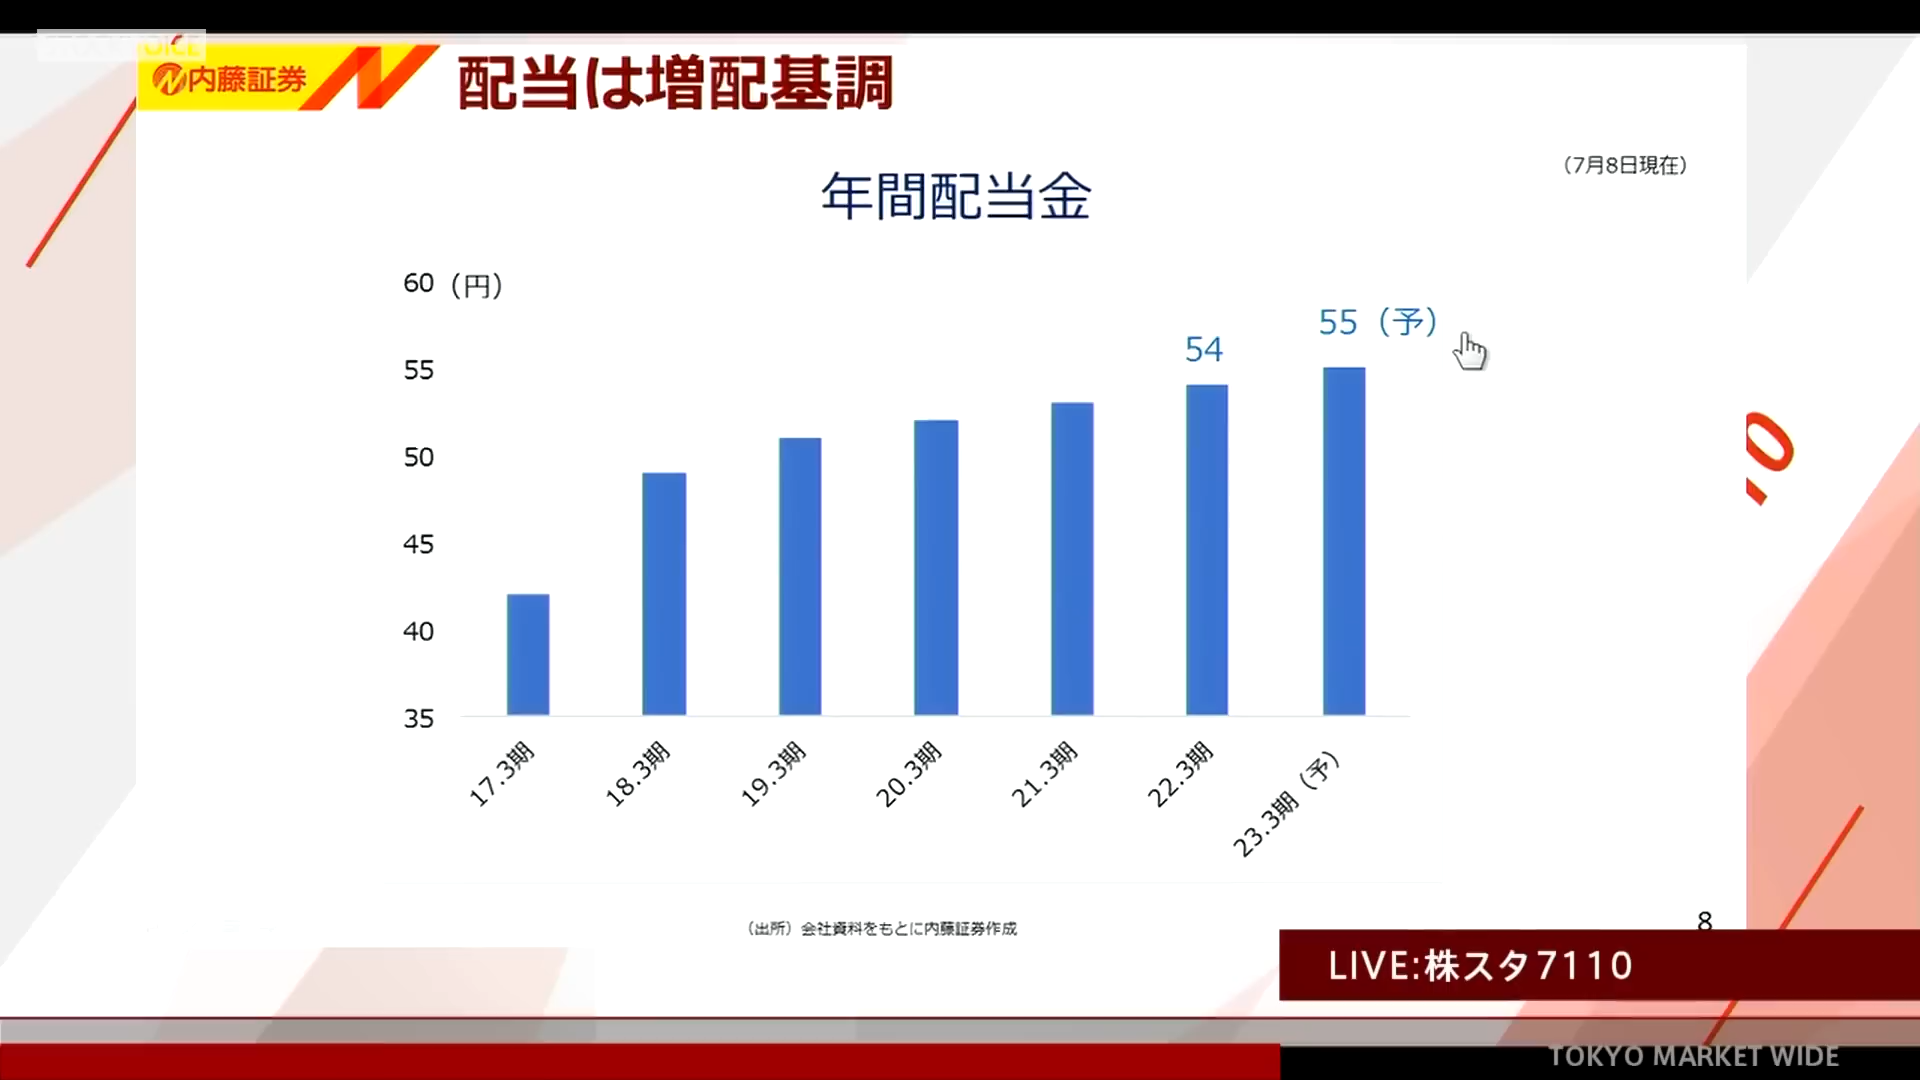 内藤証券
配当は増配基調
(7月8日現在)
年間配当金
60 (円)
55
50
45
40
35
54
55 (予)
17.3期
18.3期
19.3期
20.3期
21.3期
22.3期
23.3期 (予)
(出所) 会社資料をもとに内藤証券作成
8
10
LIVE:株スタ7110
TOKYO MARKET WIDE